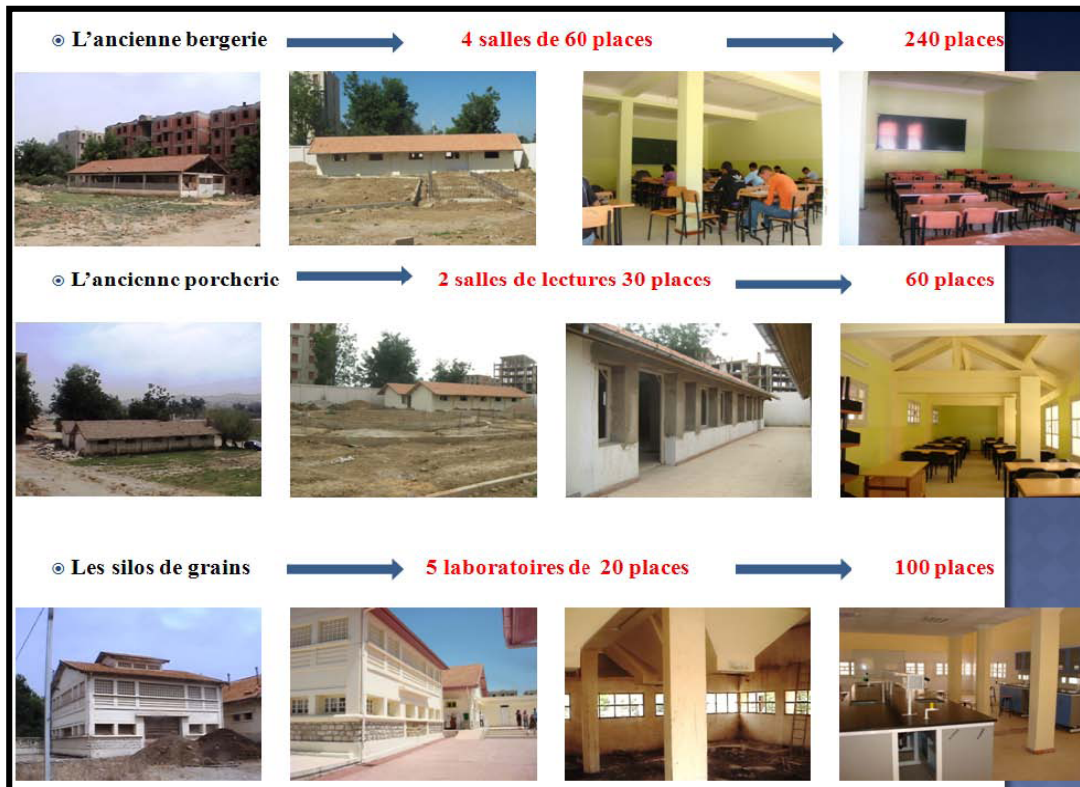 L'ancienne bergerie 4 salles de 60 places 240 places
L'ancienne porcherie 2 salles de lectures 30 places 60 places
Les silos de grains 5 laboratoires de 20 places 100 places